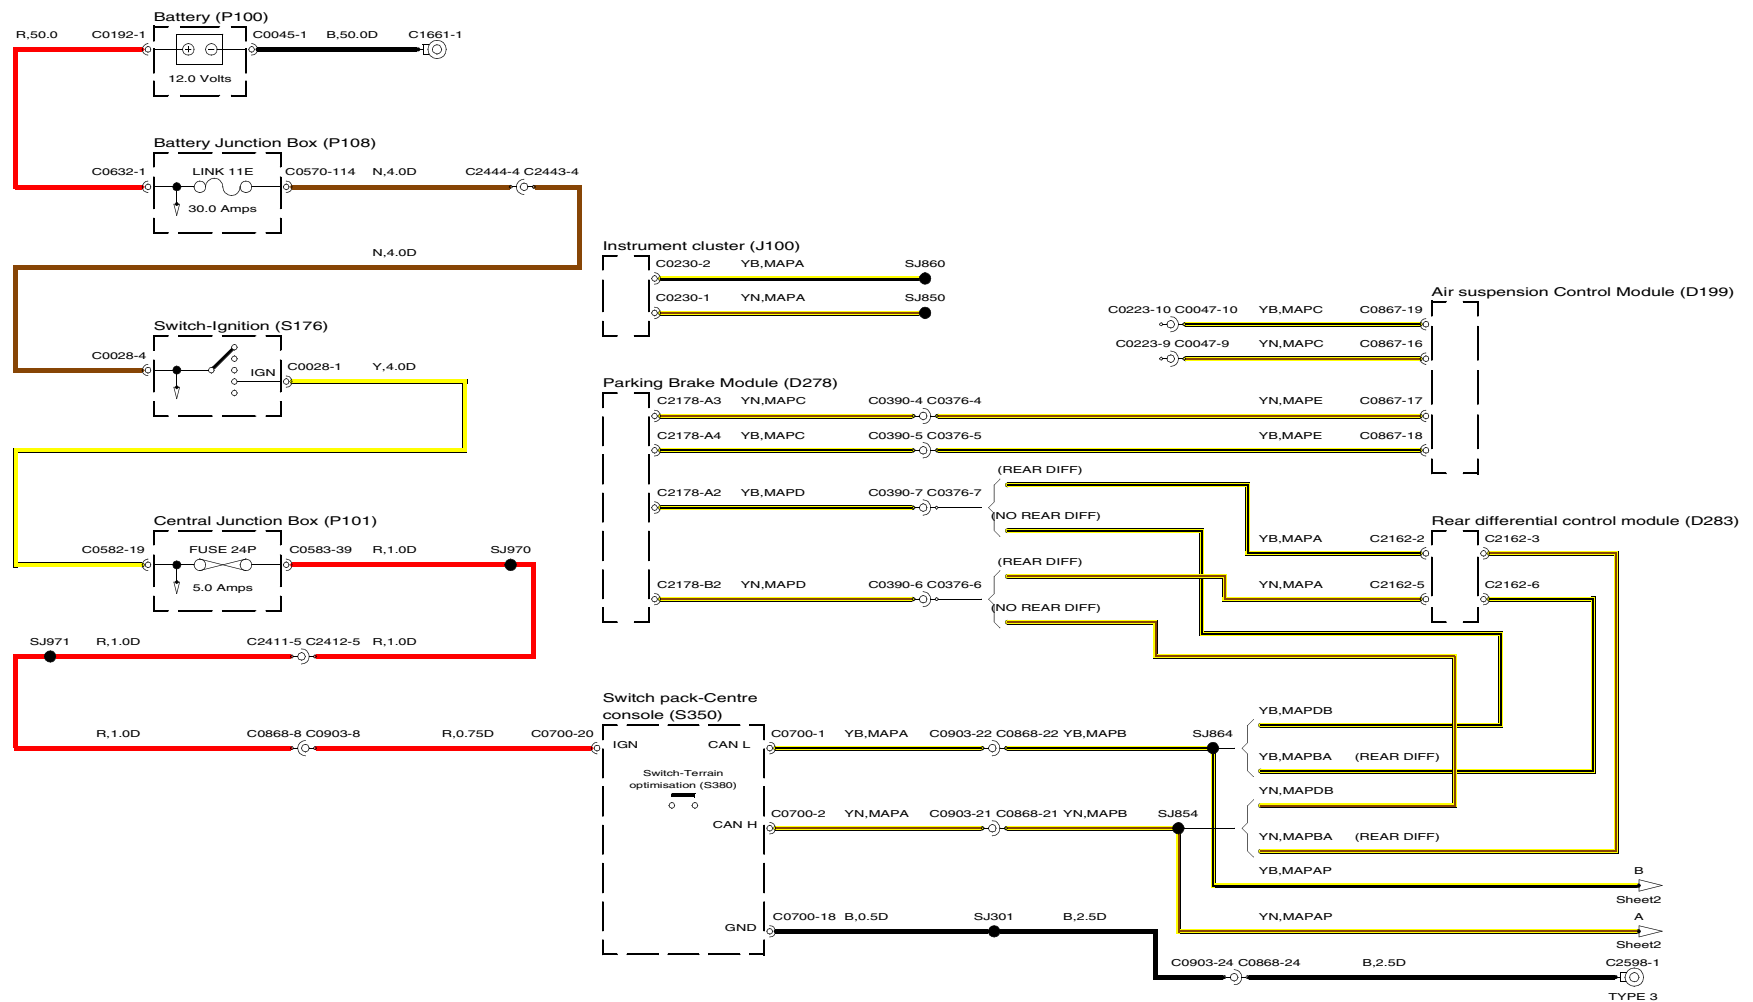 Battery (P100)
R,50.0 C0192-1 C0045-1 B,50.0D C1661-1
12.0 Volts
Battery Junction Box (P108)
C0632-1 LINK 11E C0570-114 N,4.0D C2444-4 C2443-4
30.0 Amps
N,4.0D
Switch-Ignition (S176)
C0028-4 IGN C0028-1 Y,4.0D
Central Junction Box (P101)
C0582-19 FUSE 24P C0583-39 R,1.0D SJ970
5.0 Amps
SJ971 R,1.0D C2411-5 C2412-5 R,1.0D
R,1.0D C0868-8 C0903-8 R,0.75D C0700-20
Instrument cluster (J100)
C0230-2 YB,MAPA SJ860
C0230-1 YN,MAPA SJ850
Air suspension Control Module (D199)
C0223-10 C0047-10 YB,MAPC C0867-19
C0223-9 C0047-9 YN,MAPC C0867-16
Parking Brake Module (D278)
C2178-A3 YN,MAPC C0390-4 C0376-4 YN,MAPE C0867-17
C2178-A4 YB,MAPC C0390-5 C0376-5 YB,MAPE C0867-18
(REAR DIFF)
C2178-A2 YB,MAPD C0390-7 C0376-7
(NO REAR DIFF)
Rear differential control module (D283)
YB,MAPA C2162-2 C2162-3
(REAR DIFF)
C2178-B2 YN,MAPD C0390-6 C0376-6 YN,MAPA C2162-5 C2162-6
(NO REAR DIFF)
Switch pack-Centre
console (S350)
IGN CAN L C0700-1 YB,MAPA C0903-22 C0868-22 YB,MAPB SJ864
YB,MAPDB
YB,MAPBA (REAR DIFF)
Switch-Terrain
optimisation (S380)
YN,MAPDB
CAN H C0700-2 YN,MAPA C0903-21 C0868-21 YN,MAPB SJ854
YN,MAPBA (REAR DIFF)
YB,MAPAP B
Sheet2
GND C0700-18 B,0.5D SJ301 B,2.5D
YN,MAPAP A
Sheet2
C0903-24 C0868-24 B,2.5D C2598-1
TYPE 3